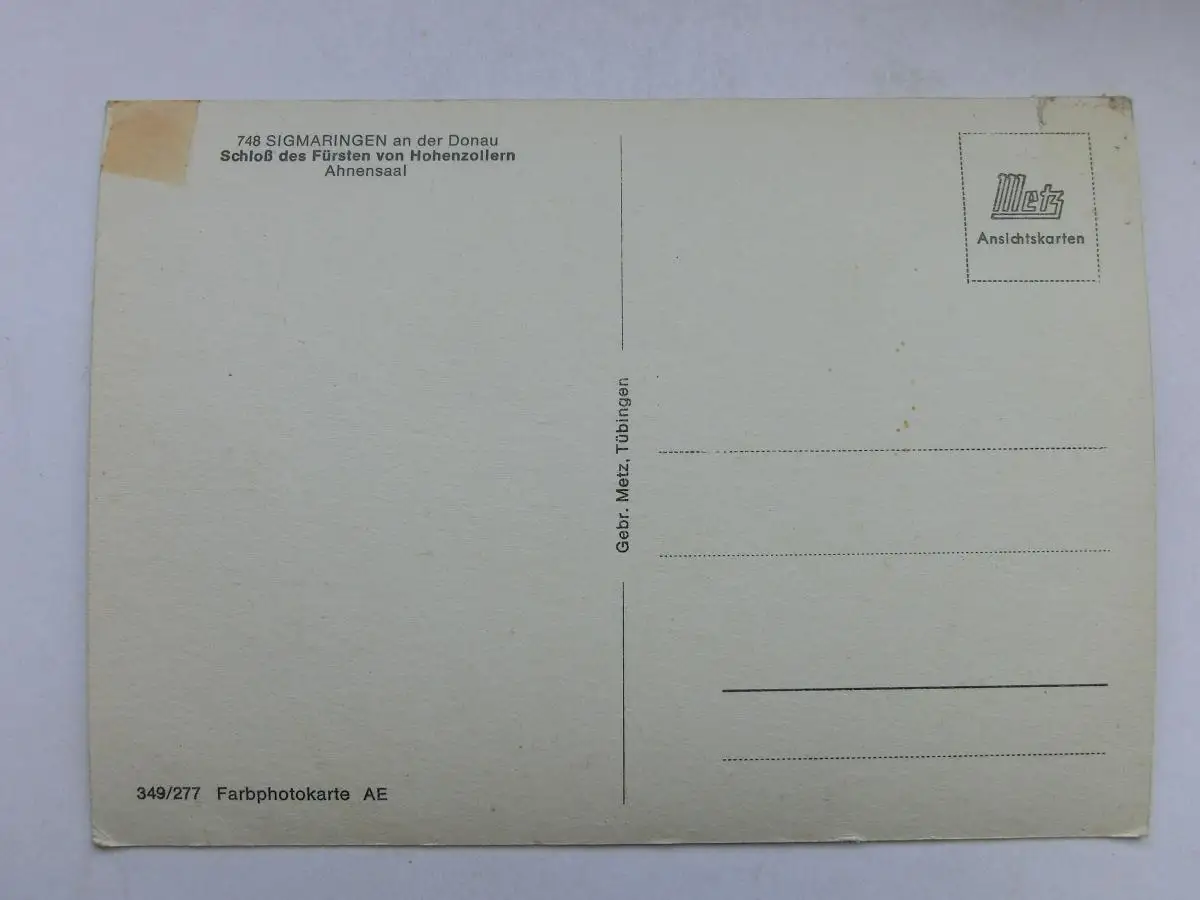 748 SIGMARINGEN an der Donau
Schloß des Fürsten von Hohenzollern
Ahnensaal
Metz
Ansichtskarten
Gebr. Metz, Tübingen
349/277 Farbphotokarte AE